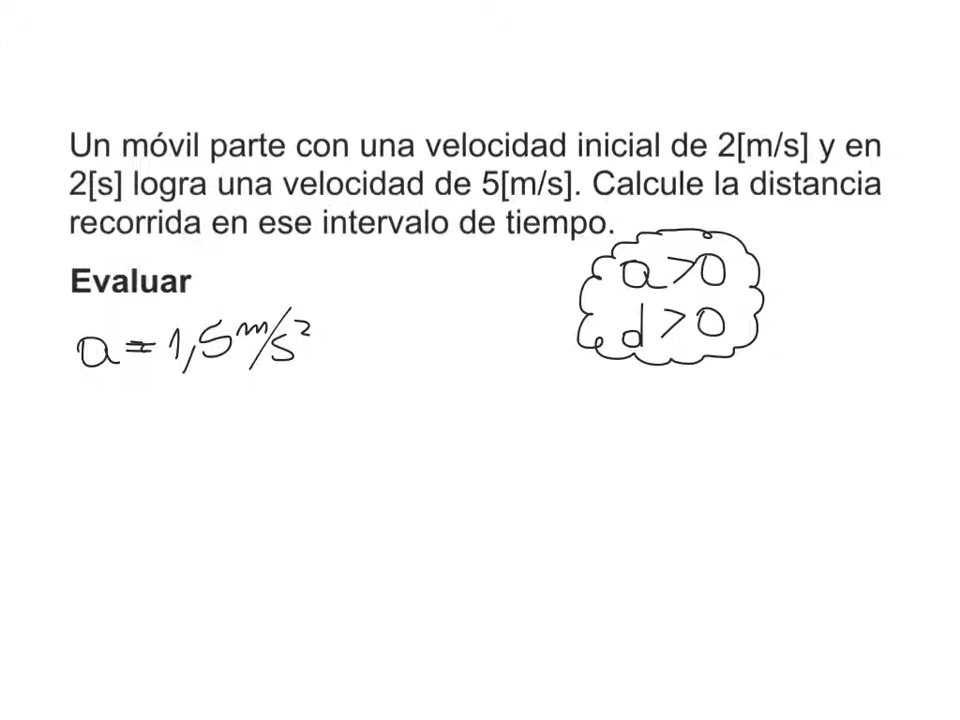 Un móvil parte con una velocidad inicial de 2[m/s] y en
2[s] logra una velocidad de 5[m/s]. Calcule la distancia
recorrida en ese intervalo de tiempo.
Evaluar
a = 1,5 m/s²
a > 0
d > 0